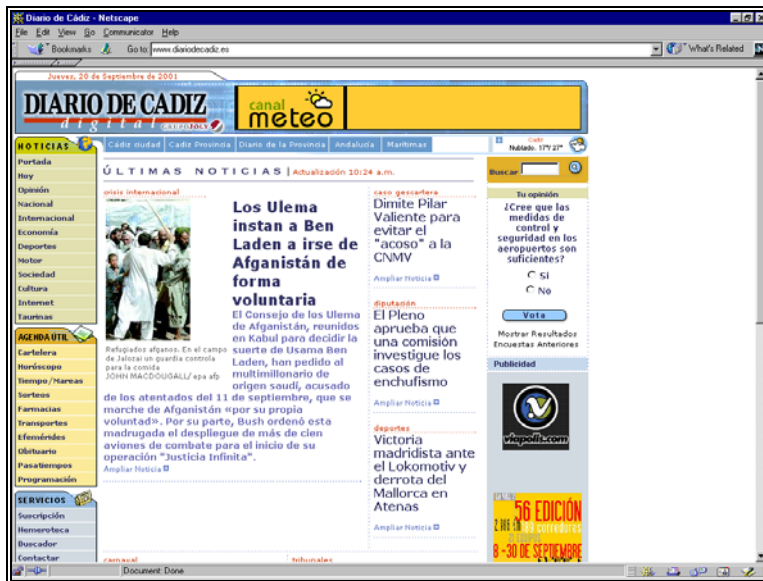 Diario de Cádiz - Netscape
File Edit View Go Communicator Help
Bookmarks Go to: www.diariodecadiz.es What's Related
Jueves, 20 de Septiembre de 2001
DIARIO DE CADIZ
digital GRUPO JOLY
canal
meteo
NOTICIAS
Portada
Hoy
Opinión
Nacional
Internacional
Economía
Deportes
Motor
Sociedad
Cultura
Internet
Taurinas
AGENDA ÚTIL
Cartelera
Horóscopo
Tiempo/Mareas
Sorteos
Farmacias
Transportes
Efemérides
Obituario
Pasatiempos
Programación
SERVICIOS
Suscripción
Hemeroteca
Buscador
Contactar
Cádiz ciudad Cadiz Provincia Diario de la Provincia Andalucía Marítimas
ÚLTIMAS NOTICIAS | Actualización 10:24 a.m.
crisis internacional
Los Ulema
instan a Ben
Laden a irse de
Afganistán de
forma
voluntaria
Refugiados afganos. En el campo
de Jalozai un guardia controla
para la comida
JOHN MACDOUGALL/ epa afp
El Consejo de los Ulema
de Afganistán, reunidos
en Kabul para decidir la
suerte de Usama Ben
Laden, han pedido al
multimillonario de
origen saudí, acusado
de los atentados del 11 de septiembre, que se
marche de Afganistán «por su propia
voluntad». Por su parte, Bush ordenó esta
madrugada el despliegue de más de cien
aviones de combate para el inicio de su
operación "Justicia Infinita".
Ampliar Noticia
caso gescartera
Dimite Pilar
Valiente para
evitar el
"acoso" a la
CNMV
Ampliar Noticia
diputación
El Pleno
aprueba que
una comisión
investigue los
casos de
enchufismo
Ampliar Noticia
deportes
Victoria
madridista ante
el Lokomotiv y
derrota del
Mallorca en
Atenas
Ampliar Noticia
carnaval
tribunales
Cadiz
Nublado. 17º/ 27º
Buscar
Tu opinión
¿Cree que las
medidas de
control y
seguridad en los
aeropuertos son
suficientes?
Sí
No
Vota
Mostrar Resultados
Encuestas Anteriores
Publicidad
viapolis.com
56 EDICIÓN
189 corredores
8 -30 DE SEPTIEMBRE
Document: Done